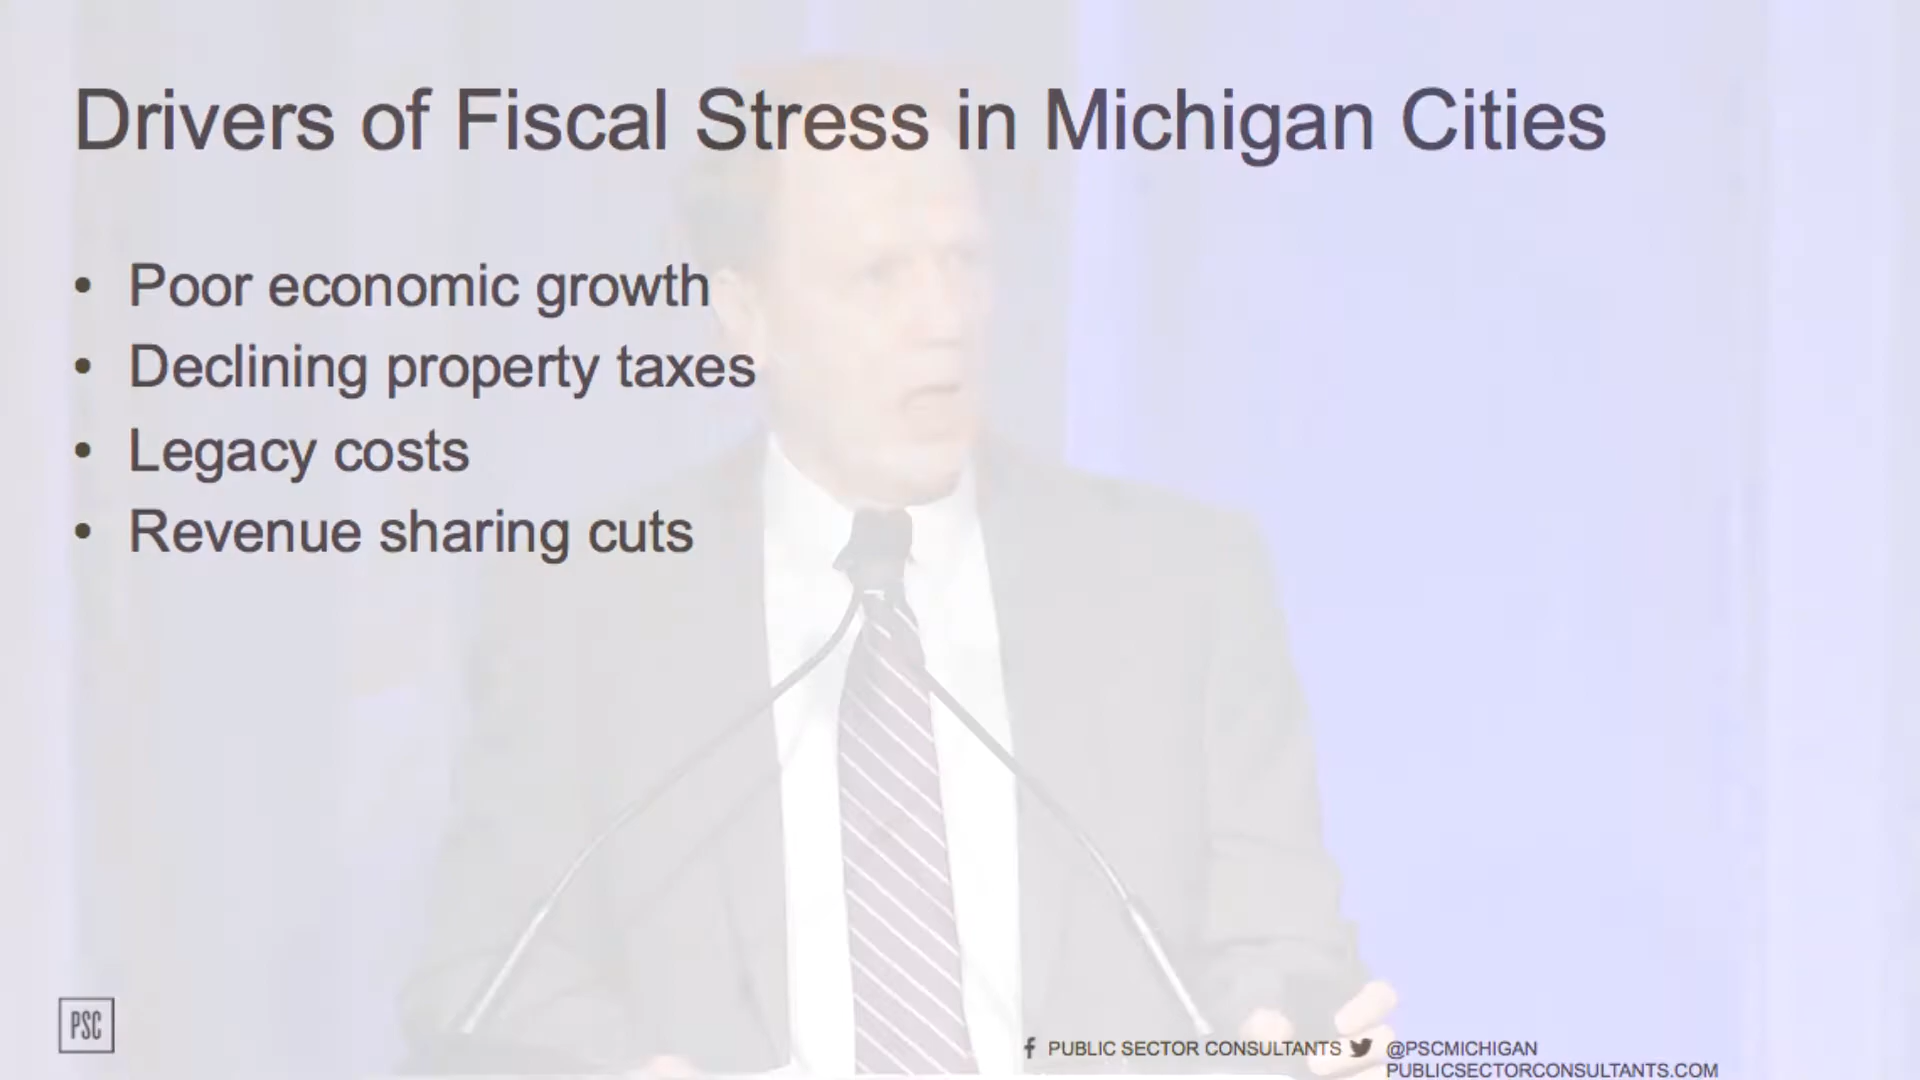 Drivers of Fiscal Stress in Michigan Cities
• Poor economic growth
• Declining property taxes
• Legacy costs
• Revenue sharing cuts
PSC
f PUBLIC SECTOR CONSULTANTS @PSCMICHIGAN
PUBLICSECTORCONSULTANTS.COM